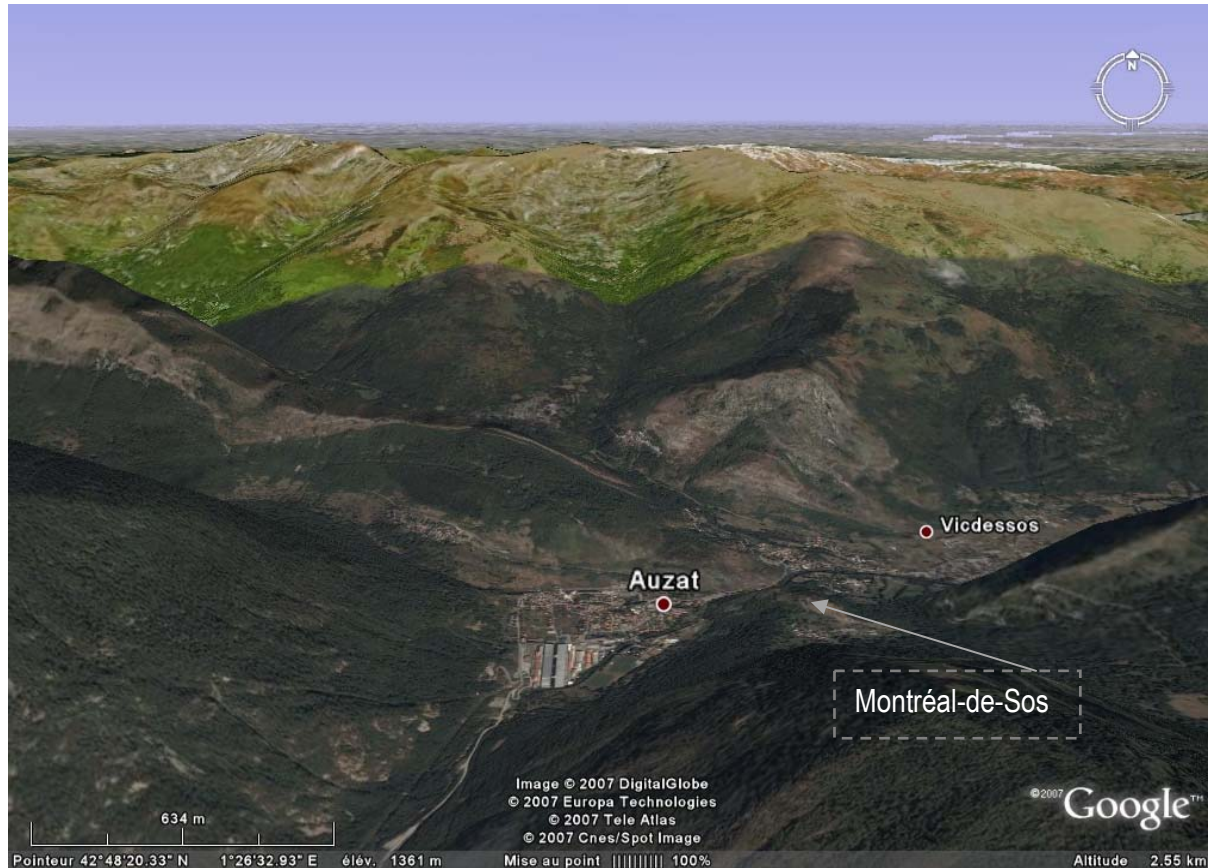 N
Vicdessos
Auzat
Montréal-de-Sos
Image © 2007 DigitalGlobe
© 2007 Europa Technologies
© 2007 Tele Atlas
© 2007 Cnes/Spot Image
©2007 Google™
634 m
Pointeur 42°48'20.33" N 1°26'32.93" E élév. 1361 m Mise au point |||||||||| 100% Altitude 2.55 km